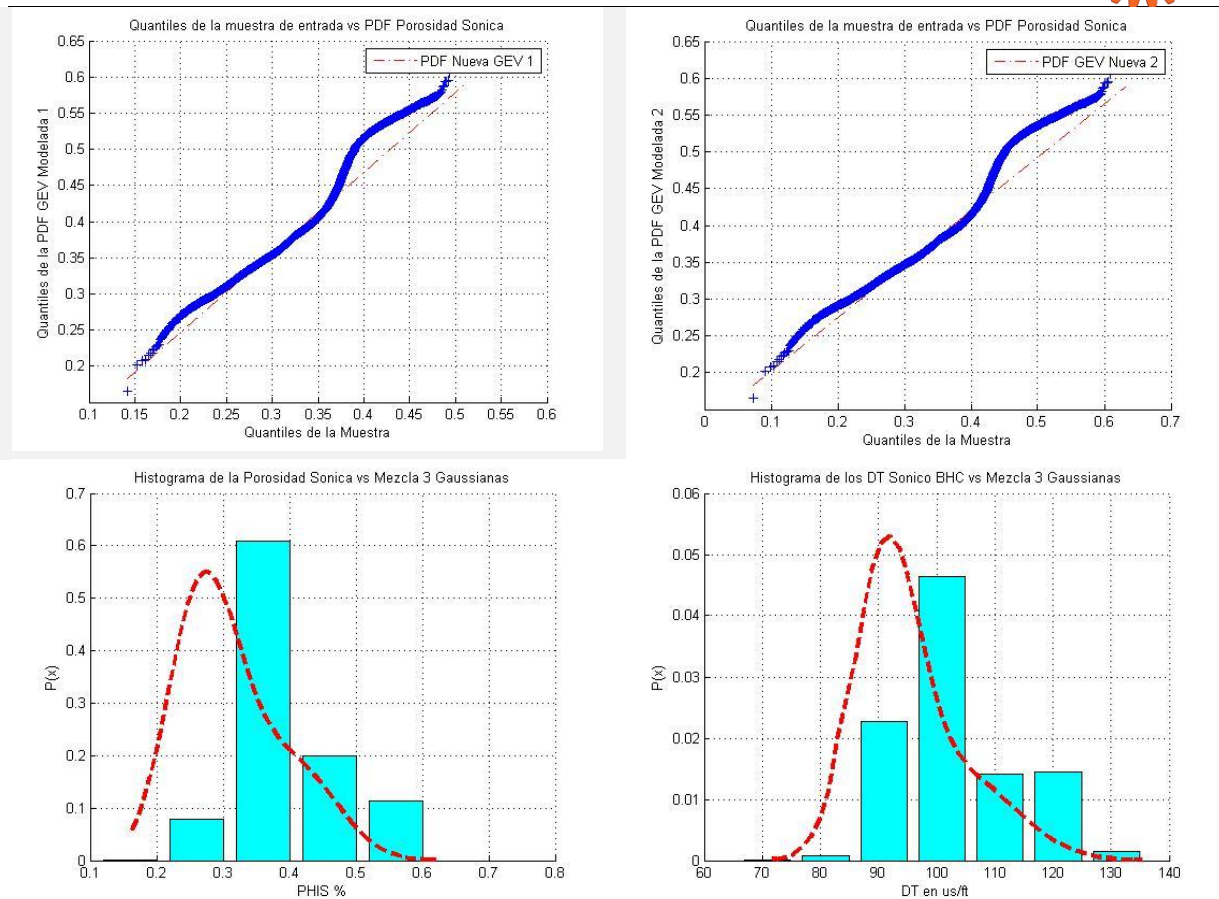 Quantiles de la muestra de entrada vs PDF Porosidad Sonica
0.65
0.6
0.55
0.5
0.45
0.4
0.35
0.3
0.25
0.2
PDF Nueva GEV 1
Quantiles de la PDF GEV Modelada 1
0.1 0.15 0.2 0.25 0.3 0.35 0.4 0.45 0.5 0.55 0.6
Quantiles de la Muestra
Quantiles de la muestra de entrada vs PDF Porosidad Sonica
0.65
0.6
0.55
0.5
0.45
0.4
0.35
0.3
0.25
0.2
PDF GEV Nueva 2
Quantiles de la PDF GEV Modelada 2
0 0.1 0.2 0.3 0.4 0.5 0.6 0.7
Quantiles de la Muestra
Histograma de la Porosidad Sonica vs Mezcla 3 Gaussianas
0.7
0.6
0.5
0.4
0.3
0.2
0.1
0
P(x)
0.1 0.2 0.3 0.4 0.5 0.6 0.7 0.8
PHIS %
Histograma de los DT Sonico BHC vs Mezcla 3 Gaussianas
0.06
0.05
0.04
0.03
0.02
0.01
0
P(x)
60 70 80 90 100 110 120 130 140
DT en us/ft